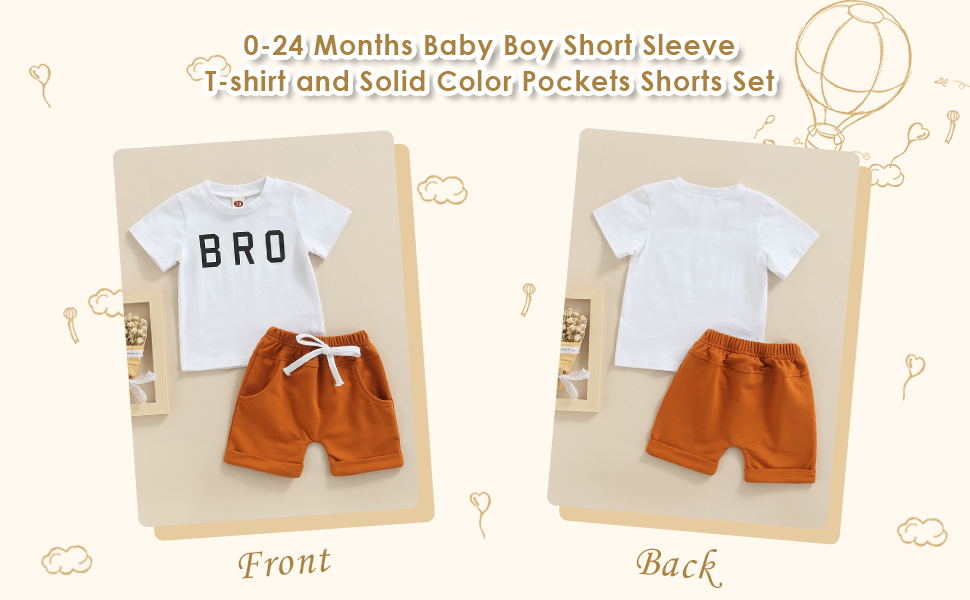 0-24 Months Baby Boy Short Sleeve
T-shirt and Solid Color Pockets Shorts Set
BRO
Front
Back